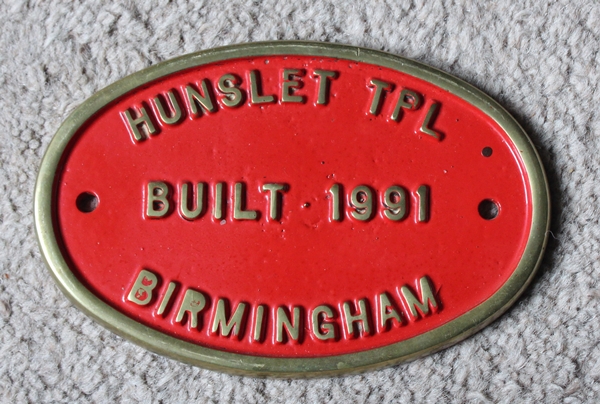 HUNSLET TPL
BUILT 1991
BIRMINGHAM